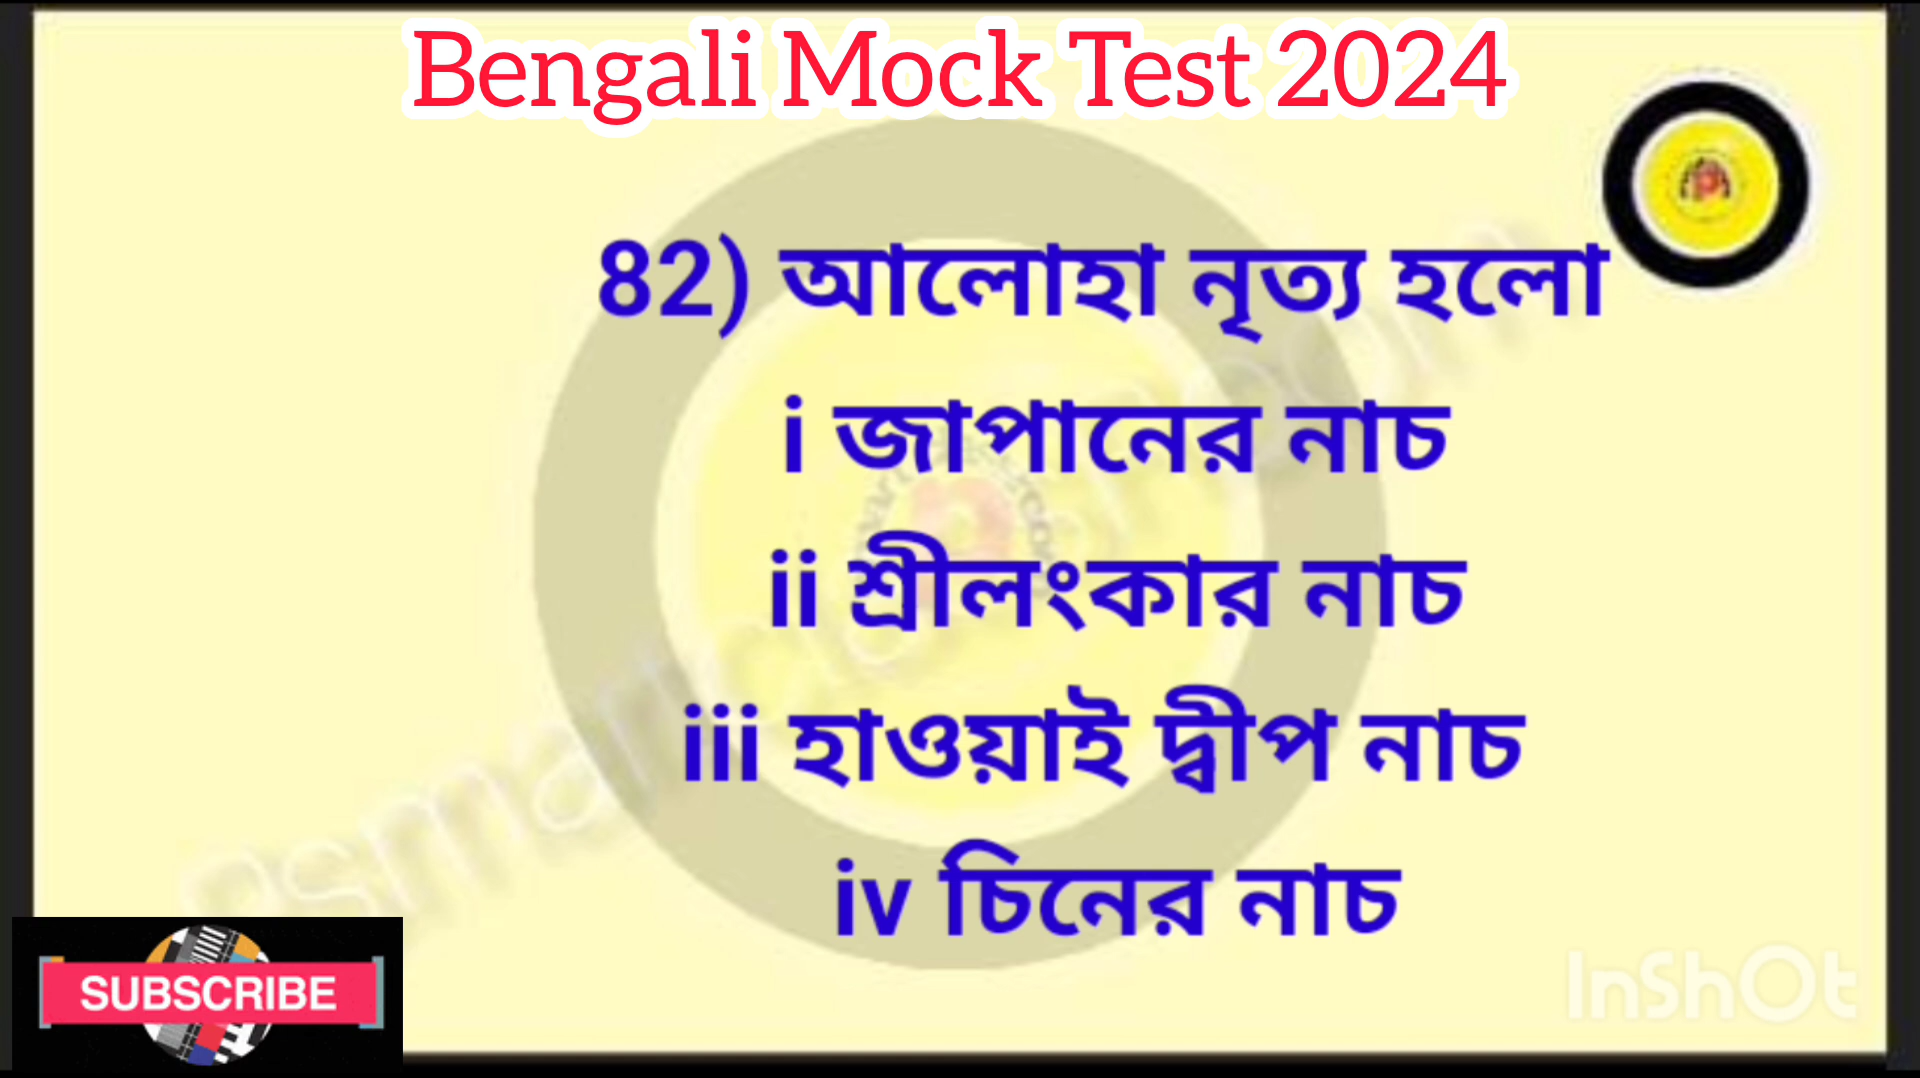 Bengali Mock Test 2024
82) আলোহা নৃত্য হলো
i জাপানের নাচ
ii শ্রীলংকার নাচ
iii হাওয়াই দ্বীপ নাচ
iv চিনের নাচ
SUBSCRIBE
InShOt